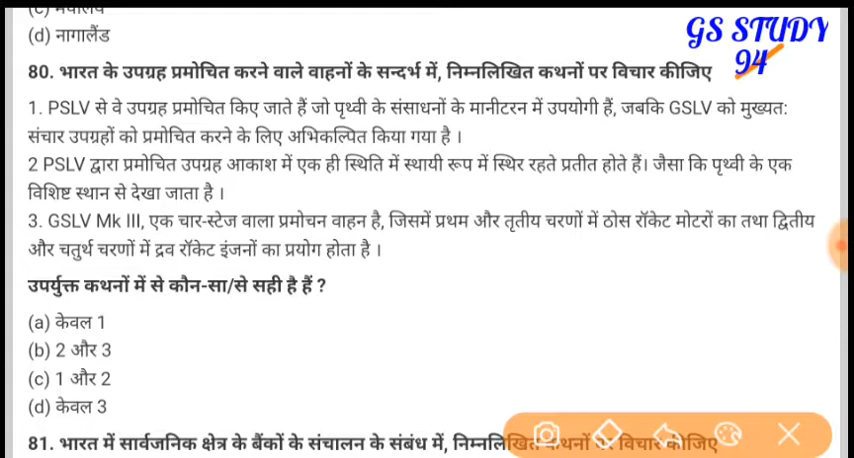 (d) नागालैंड
GS STUDY
94
80. भारत के उपग्रह प्रमोचित करने वाले वाहनों के सन्दर्भ में, निम्नलिखित कथनों पर विचार कीजिए
1. PSLV से वे उपग्रह प्रमोचित किए जाते हैं जो पृथ्वी के संसाधनों के मानीटरन में उपयोगी हैं, जबकि GSLV को मुख्यत:
संचार उपग्रहों को प्रमोचित करने के लिए अभिकल्पित किया गया है ।
2 PSLV द्वारा प्रमोचित उपग्रह आकाश में एक ही स्थिति में स्थायी रूप में स्थिर रहते प्रतीत होते हैं। जैसा कि पृथ्वी के एक
विशिष्ट स्थान से देखा जाता है ।
3. GSLV Mk III, एक चार-स्टेज वाला प्रमोचन वाहन है, जिसमें प्रथम और तृतीय चरणों में ठोस रॉकेट मोटरों का तथा द्वितीय
और चतुर्थ चरणों में द्रव रॉकेट इंजनों का प्रयोग होता है ।
उपर्युक्त कथनों में से कौन-सा/से सही है हैं ?
(a) केवल 1
(b) 2 और 3
(c) 1 और 2
(d) केवल 3
81. भारत में सार्वजनिक क्षेत्र के बैंकों के संचालन के संबंध में, निम्नलिखित कथनों पर विचार कीजिए